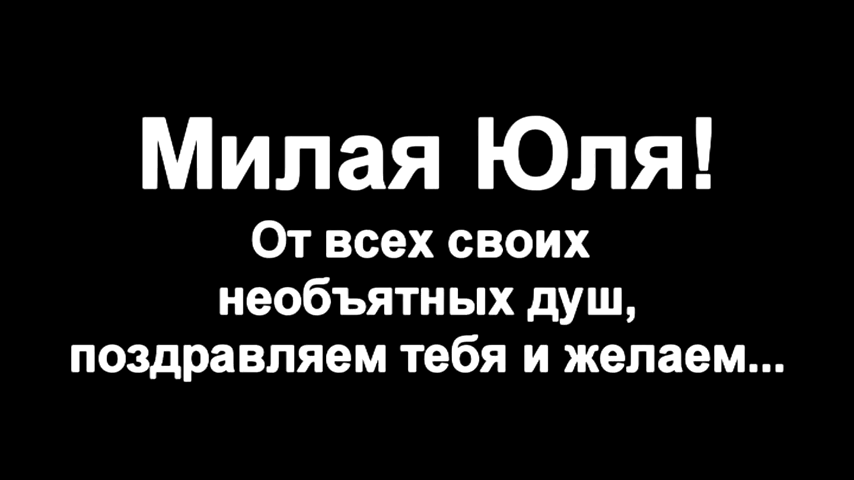 Милая Юля!
От всех своих
необъятных душ,
поздравляем тебя и желаем...